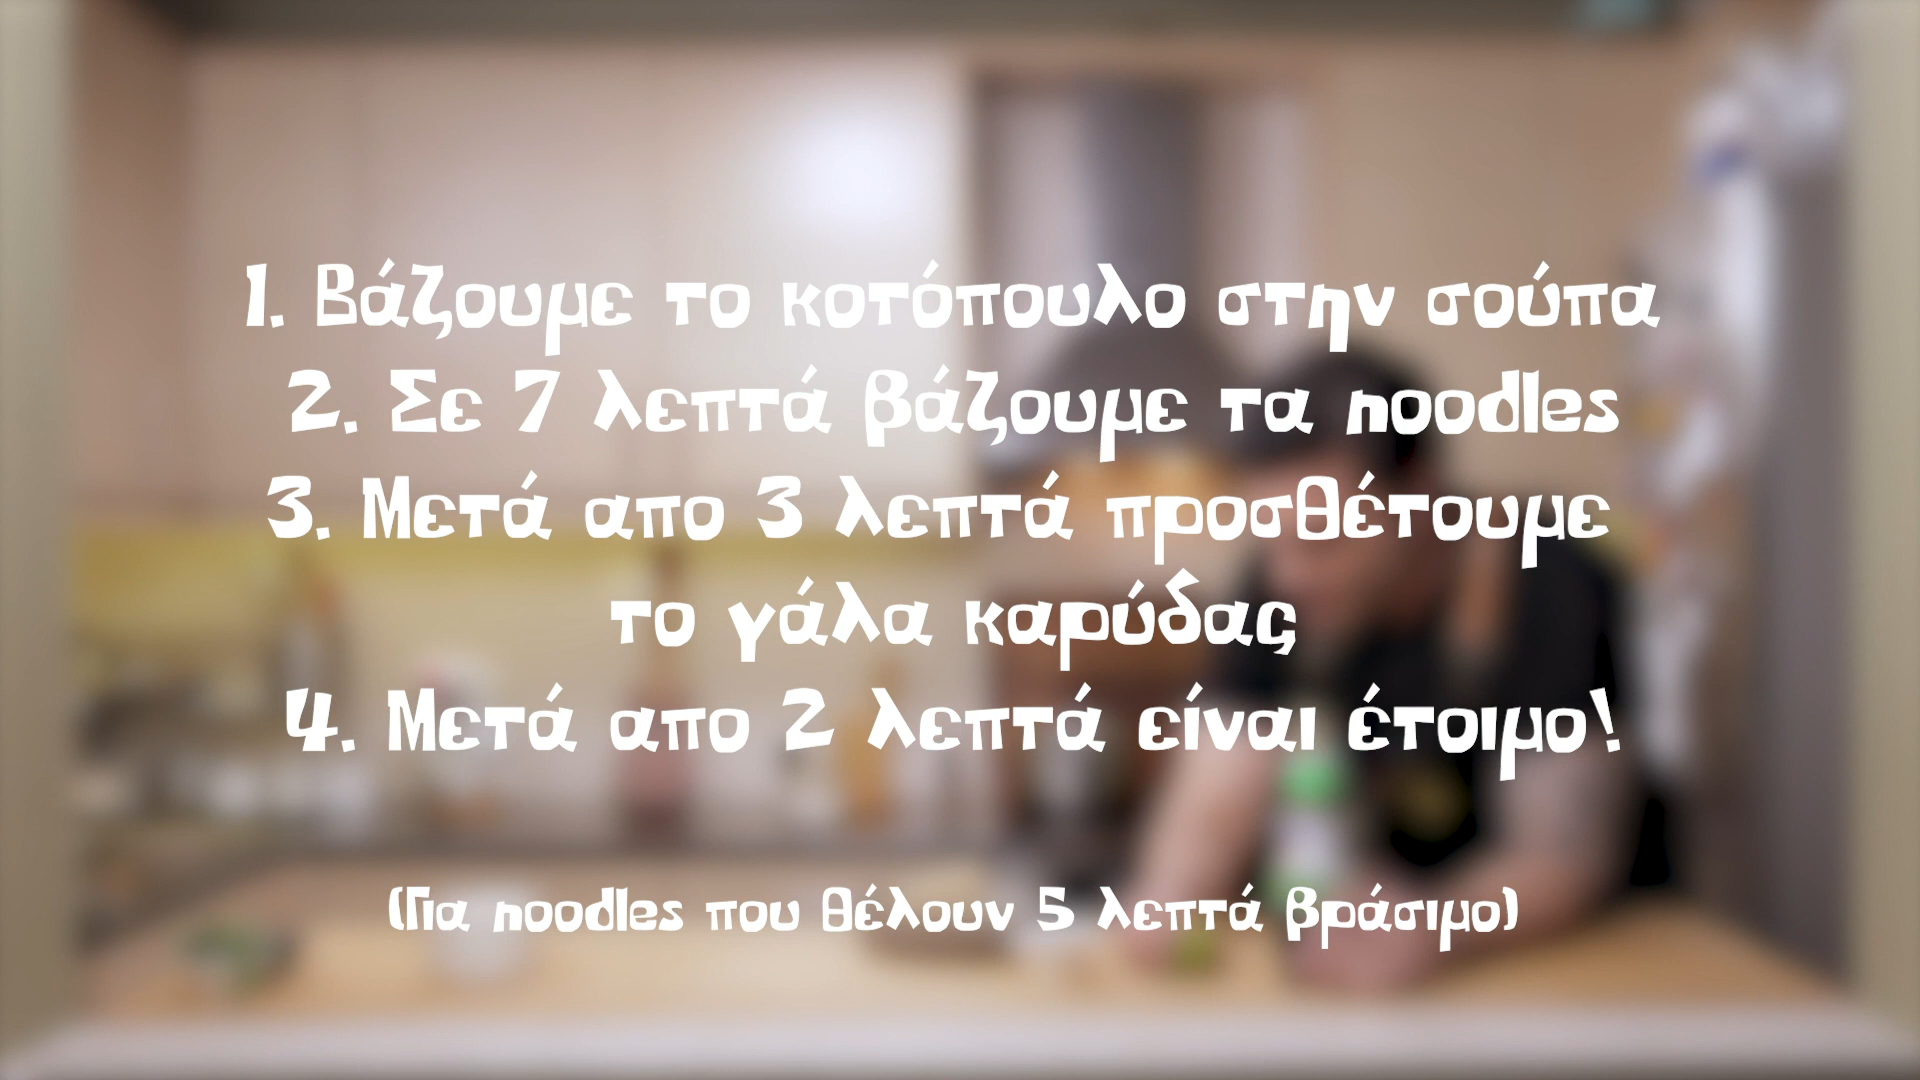 1. Βάζουμε το κοτόπουλο στην σούπα
2. Σε 7 λεπτά βάζουμε τα noodles
3. Μετά απο 3 λεπτά προσθέτουμε
το γάλα καρύδας
4. Μετά απο 2 λεπτά είναι έτοιμο!
(Για noodles που θέλουν 5 λεπτά βράσιμο)